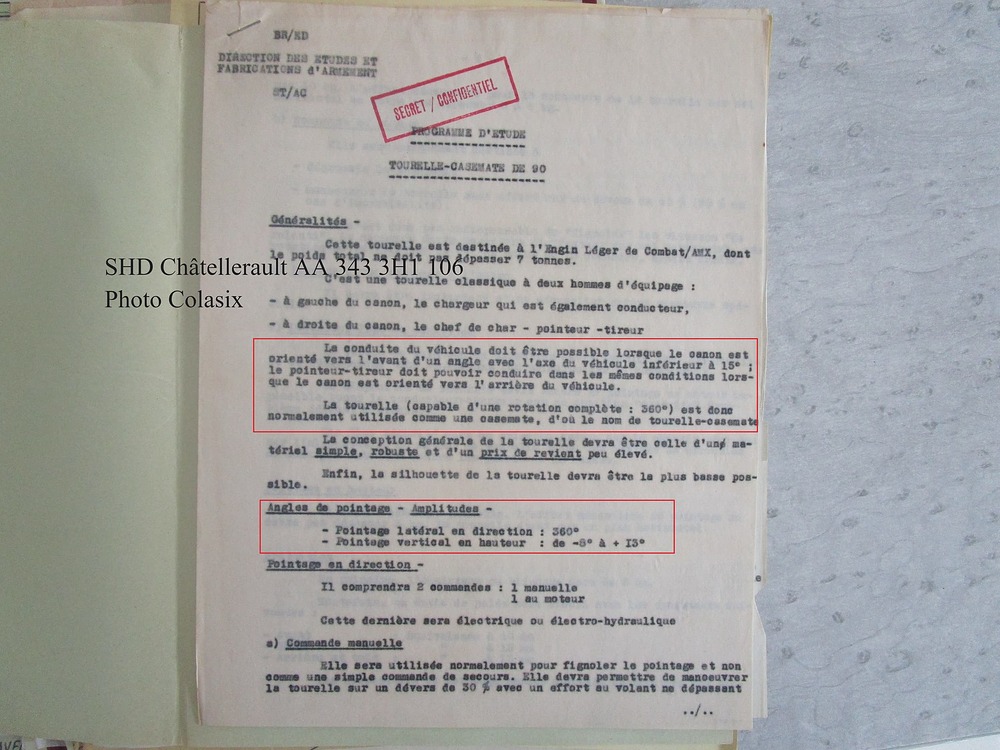 BR/ED
DIRECTION DES ETUDES ET
FABRICATIONS d'ARMEMENT
ST/AC
SECRET / CONFIDENTIEL
PROGRAMME D'ETUDE
TOURELLE-CASEMATE DE 90
Généralités -
Cette tourelle est destinée à l'Engin Léger de Combat/AMX, dont
le poids total ne doit pas dépasser 7 tonnes.
SHD Châtellerault AA 343 3H1 106
Photo Colasix
C'est une tourelle classique à deux hommes d'équipage :
- à gauche du canon, le chargeur qui est également conducteur,
- à droite du canon, le chef de char - pointeur -tireur
La conduite du véhicule doit être possible lorsque le canon est
orienté vers l'avant d'un angle avec l'axe du véhicule inférieur à 15° ;
le pointeur-tireur doit pouvoir conduire dans les mêmes conditions lors-
que le canon est orienté vers l'arrière du véhicule.
La tourelle (capable d'une rotation complète : 360°) est donc
normalement utilisée comme une casemate, d'où le nom de tourelle-casemate
La conception générale de la tourelle devra être celle d'un ma-
tériel simple, robuste et d'un prix de revient peu élevé.
Enfin, la silhouette de la tourelle devra être la plus basse pos-
sible.
Angles de pointage - Amplitudes -
- Pointage latéral en direction : 360°
- Pointage vertical en hauteur : de à + I3°
Pointage en direction -
Il comprendra 2 commandes : 1 manuelle
1 au moteur
Cette dernière sera électrique ou électro-hydraulique
a) Commande manuelle
Elle sera utilisée normalement pour fignoler le pointage et non
comme une simple commande de secours. Elle devra permettre de manoeuvrer
la tourelle sur un dévers de 30 % avec un effort au volant ne dépassant
../..